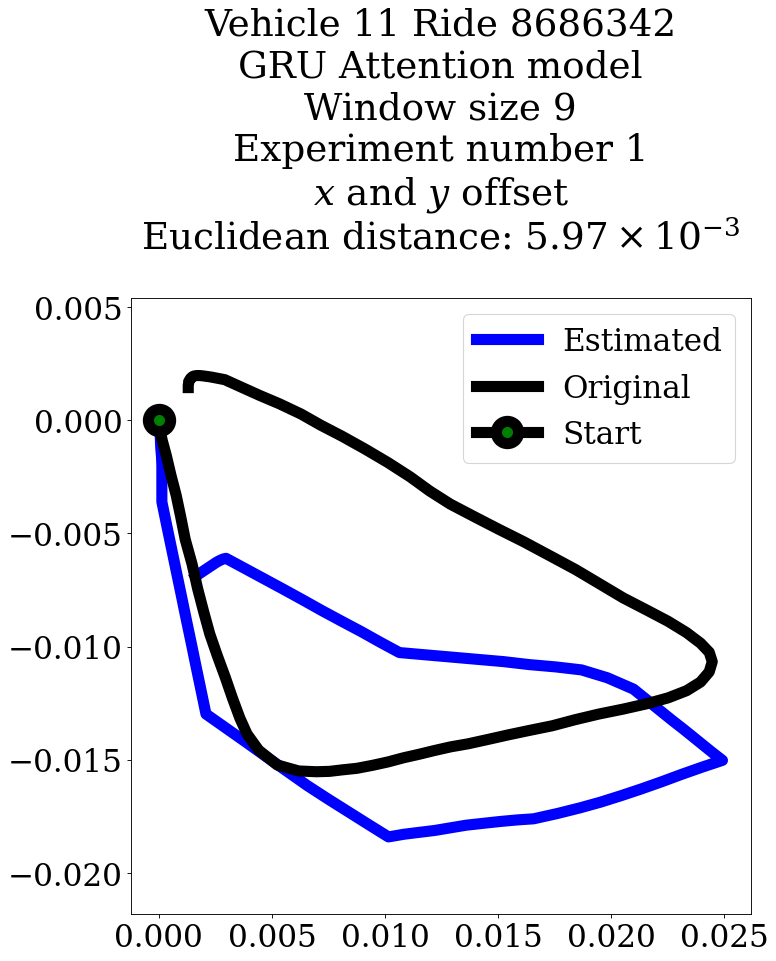 Vehicle 11 Ride 8686342
GRU Attention model
Window size 9
Experiment number 1
x and y offset
Euclidean distance: 5.97 × 10⁻³
0.005
0.000
−0.005
−0.010
−0.015
−0.020
Estimated
Original
Start
0.000 0.005 0.010 0.015 0.020 0.025